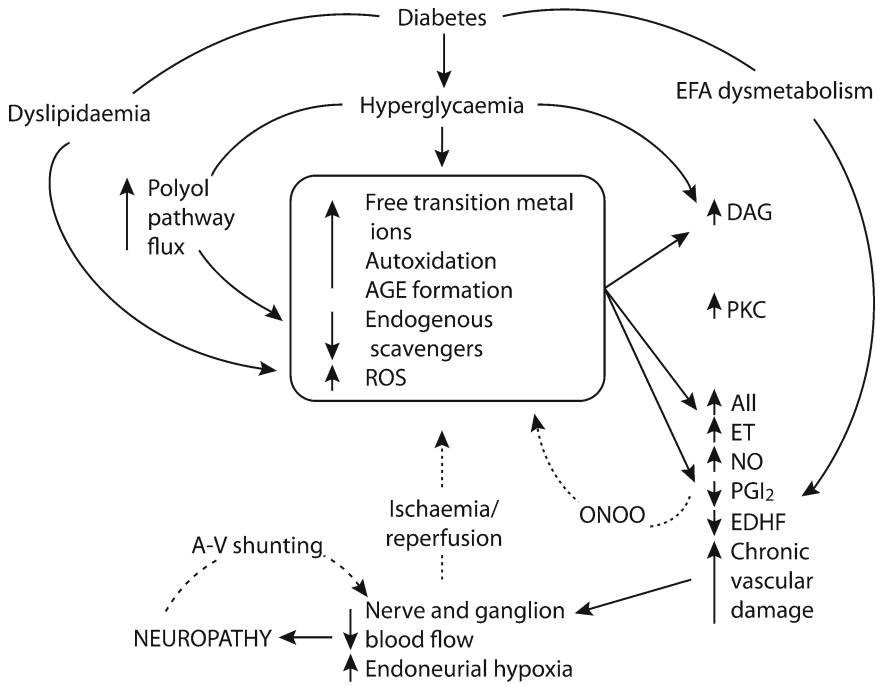 Diabetes
EFA dysmetabolism
Dyslipidaemia
Hyperglycaemia
Polyol
pathway
flux
Free transition metal
ions
Autoxidation
AGE formation
Endogenous
scavengers
ROS
DAG
PKC
All
ET
NO
PGI₂
EDHF
Chronic
vascular
damage
ONOO
Ischaemia/
reperfusion
A-V shunting
Nerve and ganglion
blood flow
Endoneurial hypoxia
NEUROPATHY